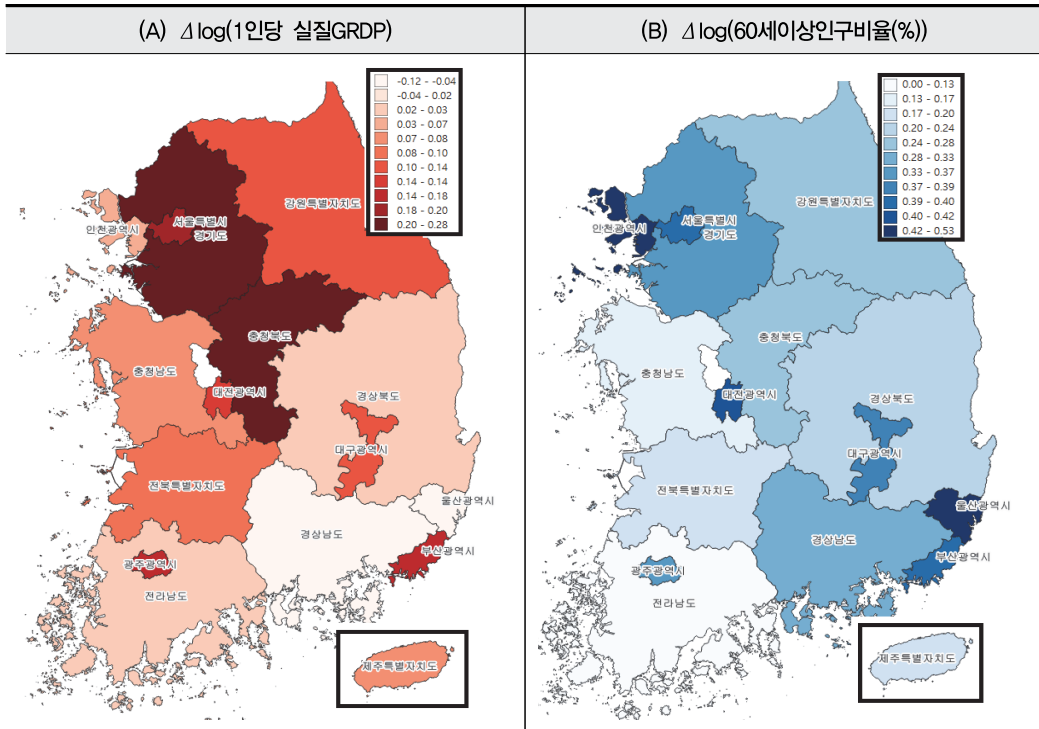 (A) Δlog(1인당 실질GRDP)
(B) Δlog(60세이상인구비율(%))
-0.12 - -0.04
-0.04 - 0.02
0.02 - 0.03
0.03 - 0.07
0.07 - 0.08
0.08 - 0.10
0.10 - 0.14
0.14 - 0.14
0.14 - 0.18
0.18 - 0.20
0.20 - 0.28
강원특별자치도
서울특별시
인천광역시
경기도
충청북도
충청남도
대전광역시
경상북도
대구광역시
전북특별자치도
울산광역시
경상남도
부산광역시
광주광역시
전라남도
제주특별자치도
0.00 - 0.13
0.13 - 0.17
0.17 - 0.20
0.20 - 0.24
0.24 - 0.28
0.28 - 0.33
0.33 - 0.37
0.37 - 0.39
0.39 - 0.40
0.40 - 0.42
0.42 - 0.53
강원특별자치도
서울특별시
인천광역시
경기도
충청북도
충청남도
대전광역시
경상북도
대구광역시
전북특별자치도
울산광역시
경상남도
부산광역시
광주광역시
전라남도
제주특별자치도